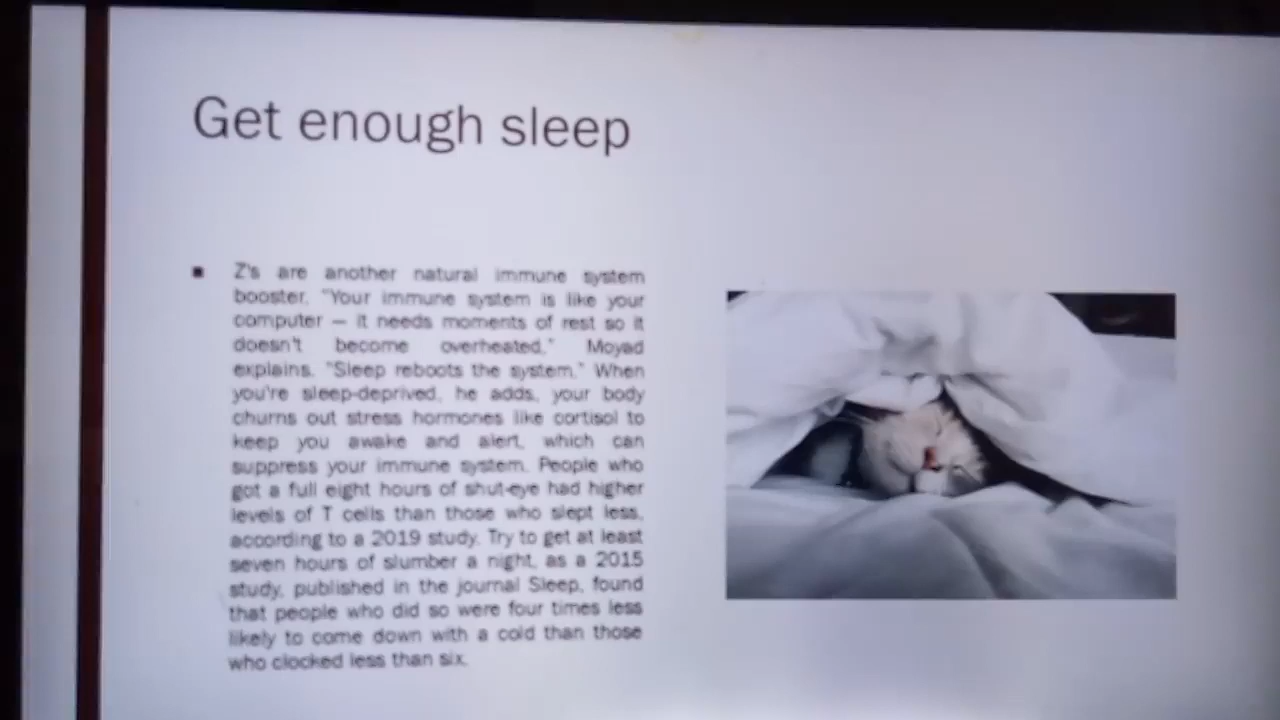 Get enough sleep
Z's are another natural immune system
booster. "Your immune system is like your
computer — it needs moments of rest so it
doesn't become overheated," Moyad
explains. "Sleep reboots the system." When
you're sleep-deprived, he adds, your body
churns out stress hormones like cortisol to
keep you awake and alert, which can
suppress your immune system. People who
got a full eight hours of shut-eye had higher
levels of T cells than those who slept less,
according to a 2019 study. Try to get at least
seven hours of slumber a night, as a 2015
study, published in the journal Sleep, found
that people who did so were four times less
likely to come down with a cold than those
who clocked less than six.